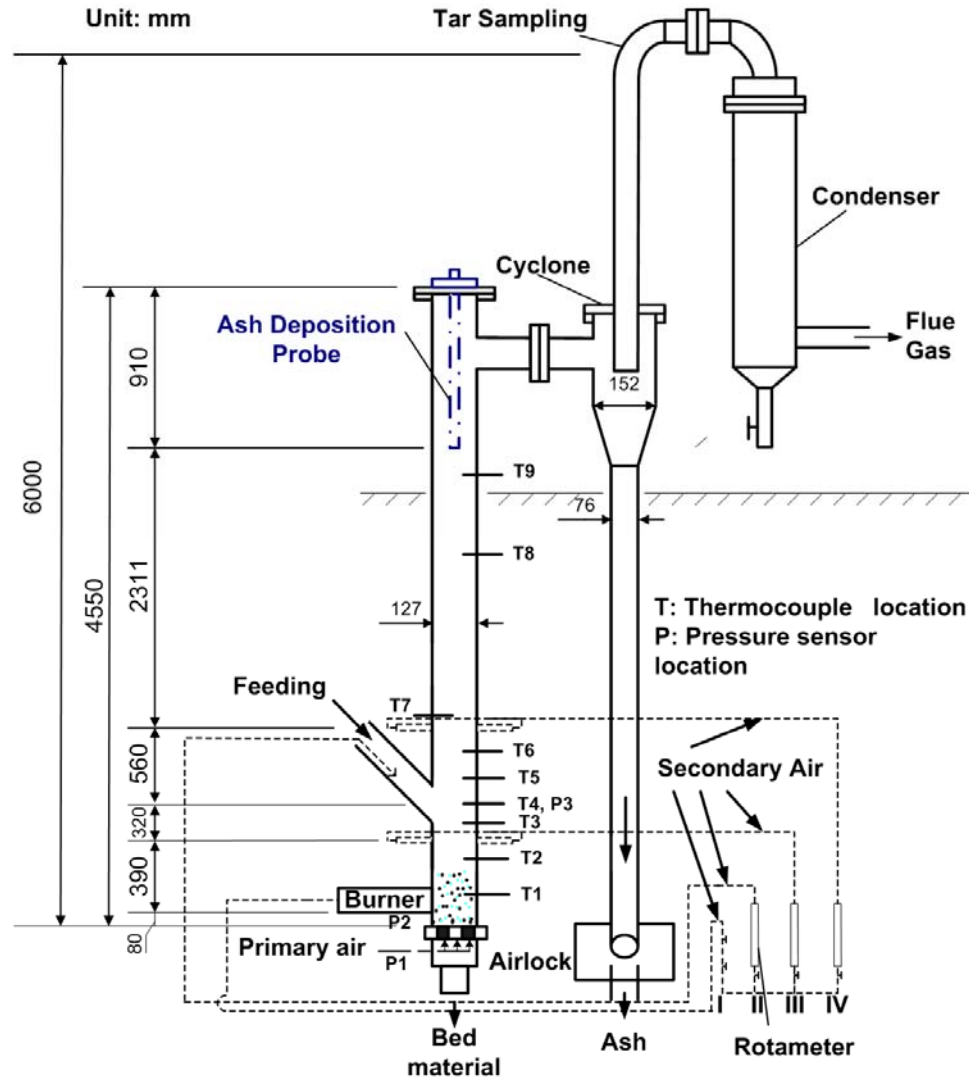 Unit: mm
Tar Sampling
Condenser
Cyclone
Ash Deposition
Probe
Flue
Gas
910
152
T9
6000
76
T8
2311
4550
127
T: Thermocouple location
P: Pressure sensor
location
Feeding
T7
560
T6
T5
Secondary Air
T4, P3
320
T3
T2
390
Burner
T1
P2
80
Primary air
P1
Airlock
I
II
III
IV
Bed
material
Ash
Rotameter